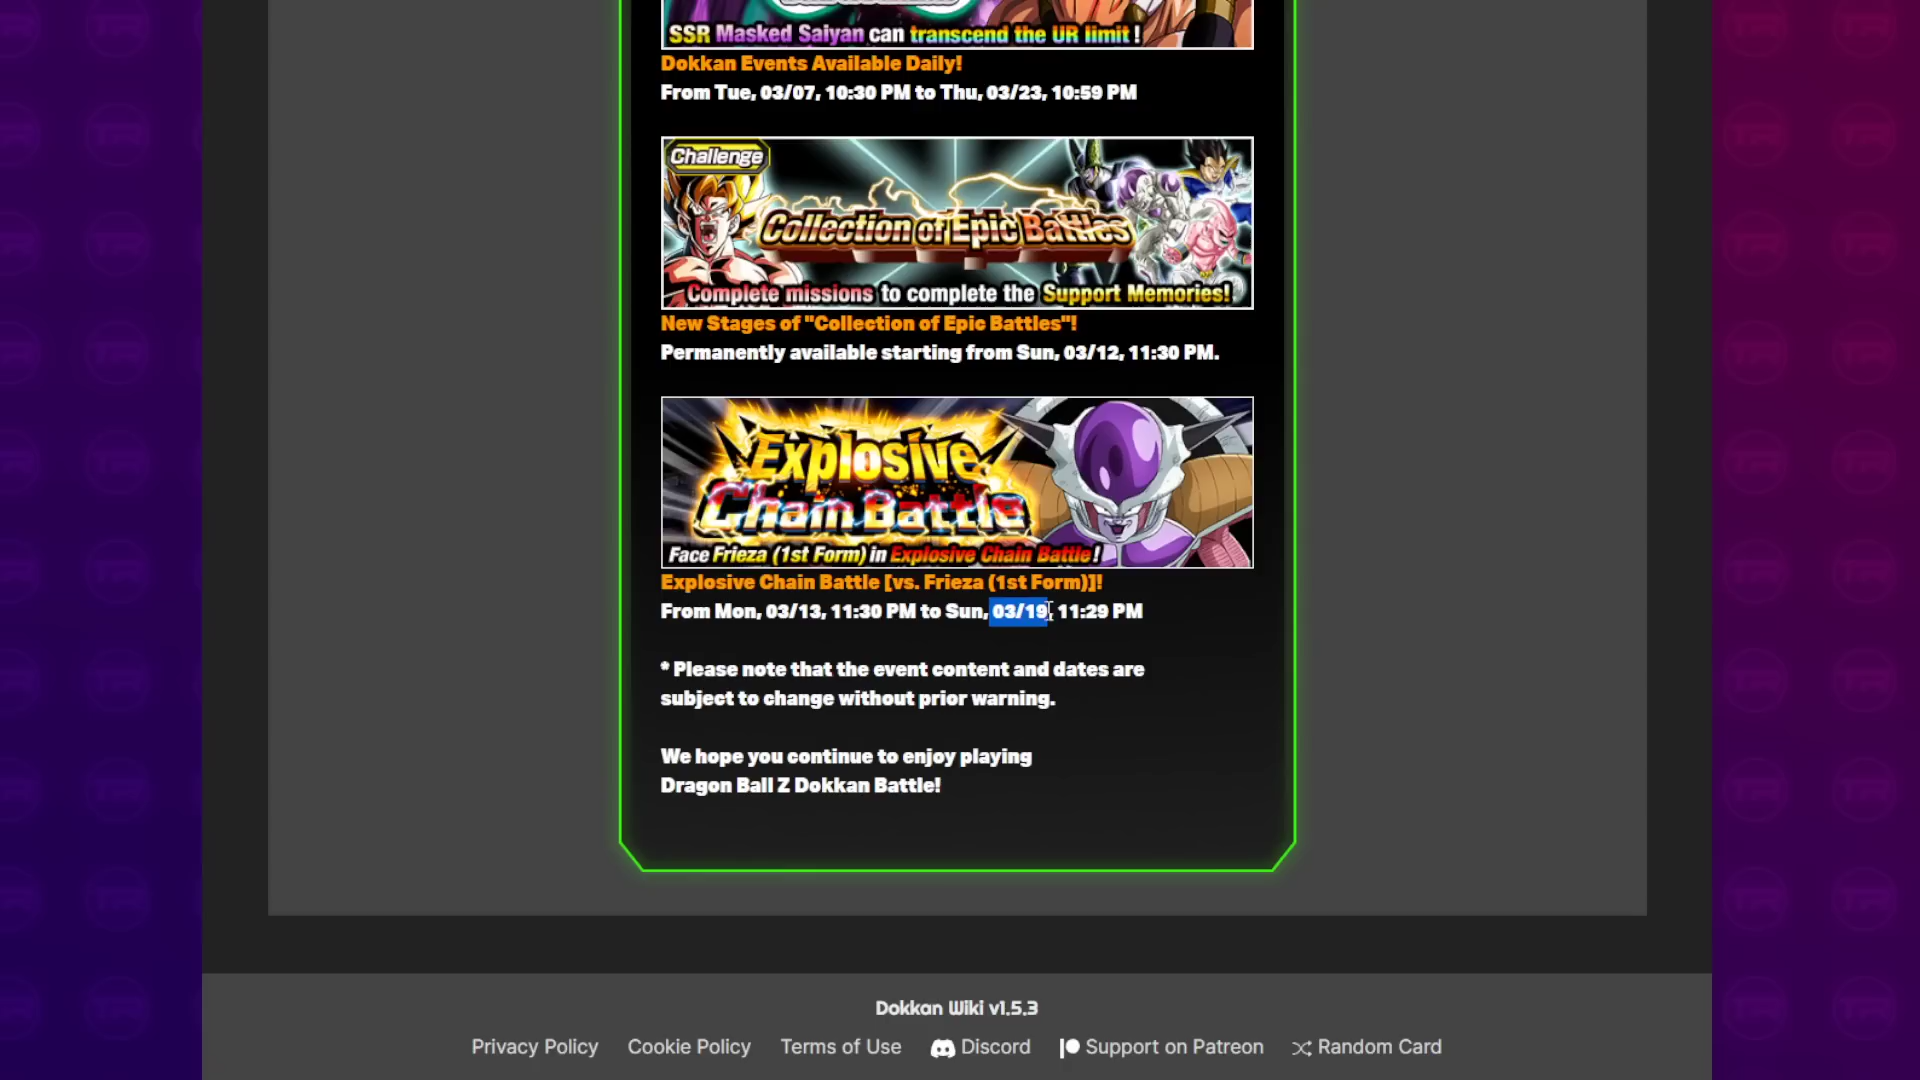 SSR Masked Saiyan can transcend the UR limit!
Dokkan Events Available Daily!
From Tue, 03/07, 10:30 PM to Thu, 03/23, 10:59 PM
Challenge
Collection of Epic Battles
Complete missions to complete the Support Memories!
New Stages of "Collection of Epic Battles"!
Permanently available starting from Sun, 03/12, 11:30 PM.
Explosive
Chain Battle
Face Frieza (1st Form) in Explosive Chain Battle!
Explosive Chain Battle [vs. Frieza (1st Form)]!
From Mon, 03/13, 11:30 PM to Sun, 03/19, 11:29 PM
* Please note that the event content and dates are
subject to change without prior warning.
We hope you continue to enjoy playing
Dragon Ball Z Dokkan Battle!
Dokkan Wiki v1.5.3
Privacy Policy Cookie Policy Terms of Use Discord Support on Patreon Random Card